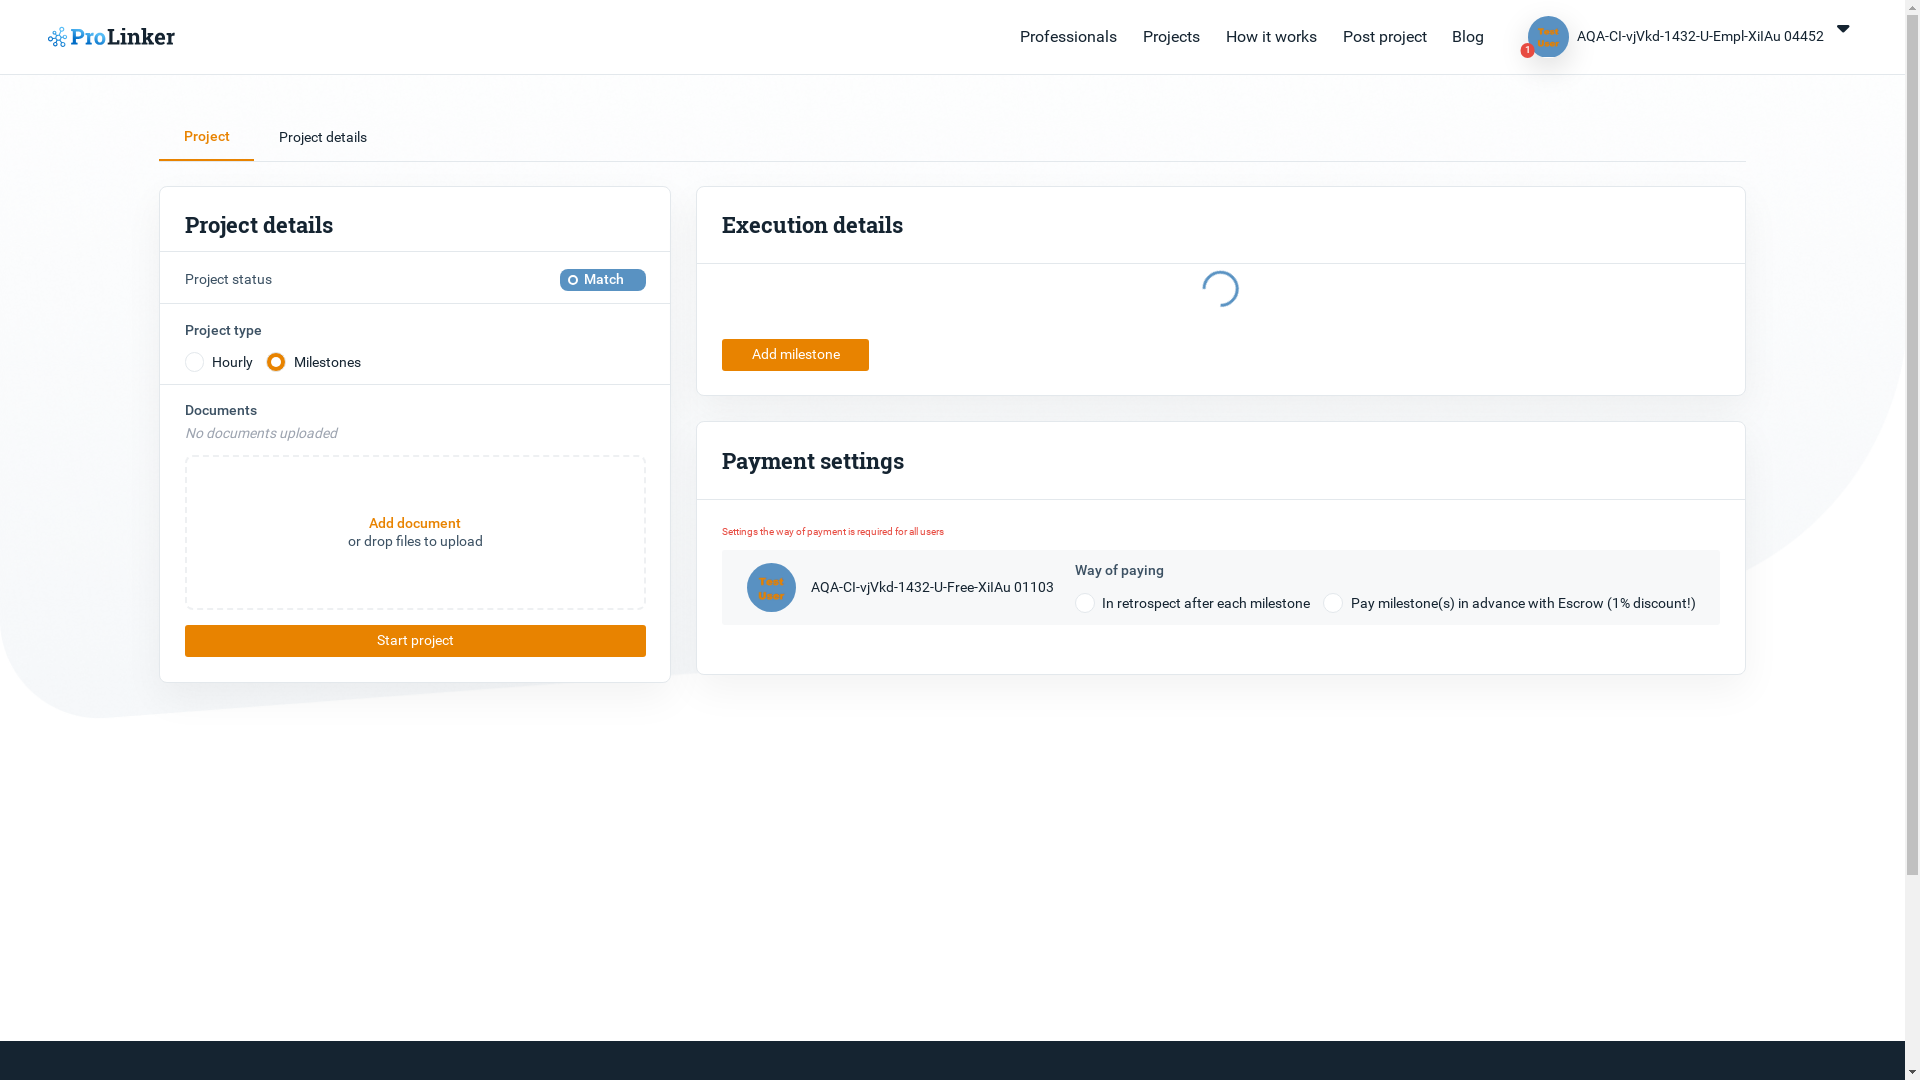 ProLinker
Professionals
Projects
How it works
Post project
Blog
Test
User
1
AQA-CI-vjVkd-1432-U-Empl-XiIAu 04452
Project
Project details
Project details
Project status
Match
Project type
Hourly
Milestones
Documents
No documents uploaded
Add document
or drop files to upload
Start project
Execution details
Add milestone
Payment settings
Settings the way of payment is required for all users
Test
User
AQA-CI-vjVkd-1432-U-Free-XiIAu 01103
Way of paying
In retrospect after each milestone
Pay milestone(s) in advance with Escrow (1% discount!)